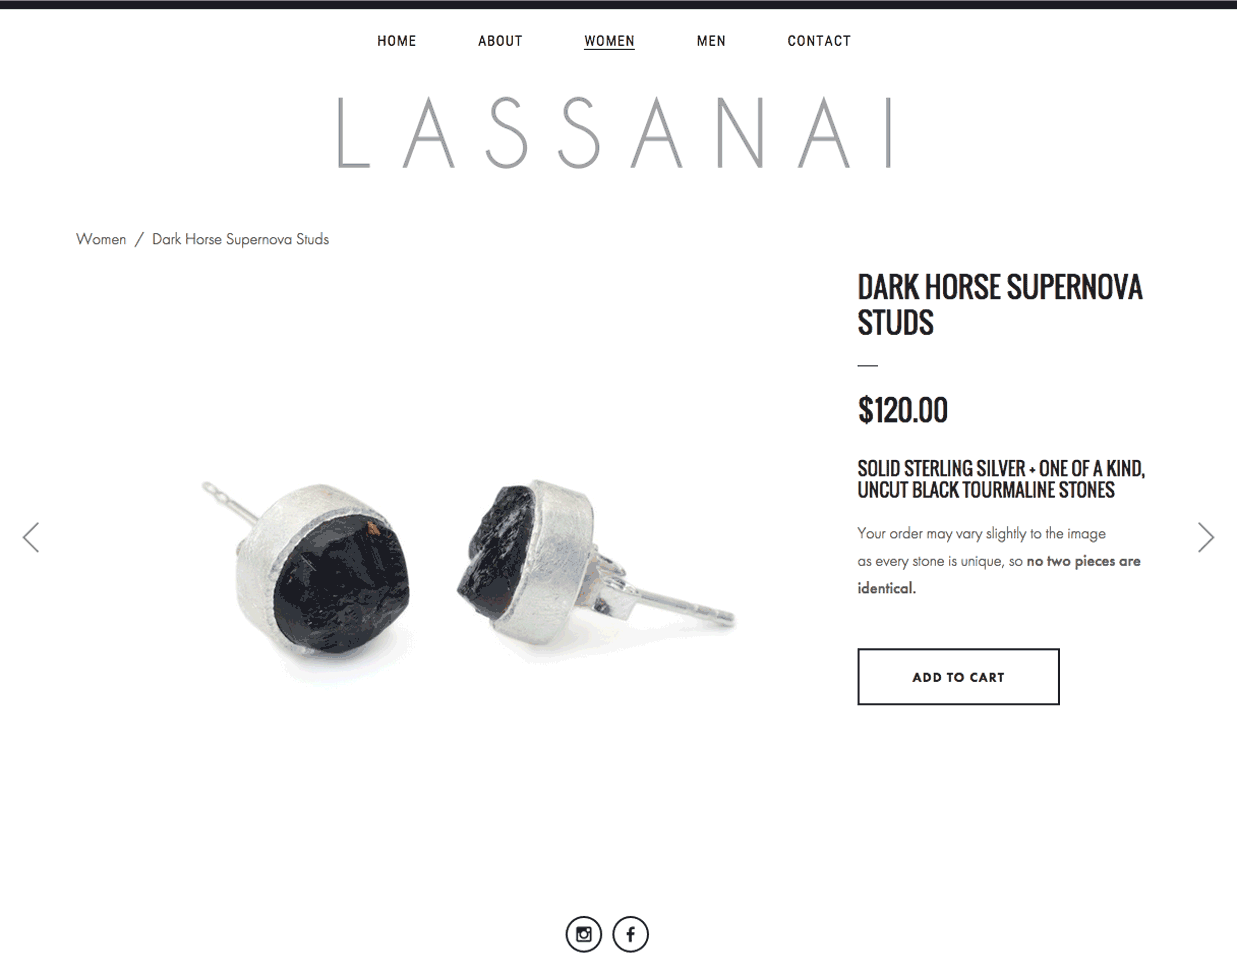 HOME ABOUT WOMEN MEN CONTACT
LASSANAI
Women / Dark Horse Supernova Studs
DARK HORSE SUPERNOVA
STUDS
$120.00
SOLID STERLING SILVER + ONE OF A KIND,
UNCUT BLACK TOURMALINE STONES
Your order may vary slightly to the image
as every stone is unique, so no two pieces are
identical.
ADD TO CART